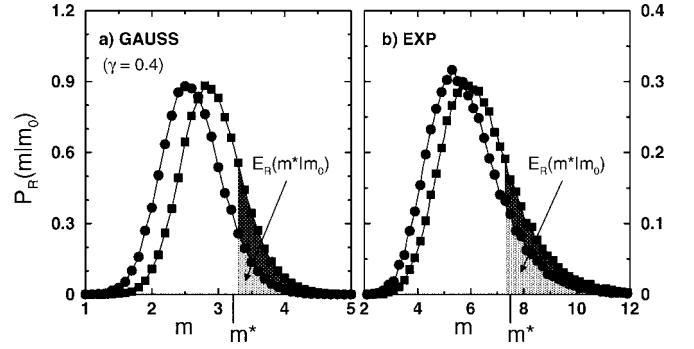 a) GAUSS
(γ = 0.4)
E_R(m*|m_0)
P_R(m|m_0)
1.2
0.9
0.6
0.3
0
1 2 3 4 5
m
m*
b) EXP
E_R(m*|m_0)
0.4
0.3
0.2
0.1
0
2 4 6 8 10 12
m
m*